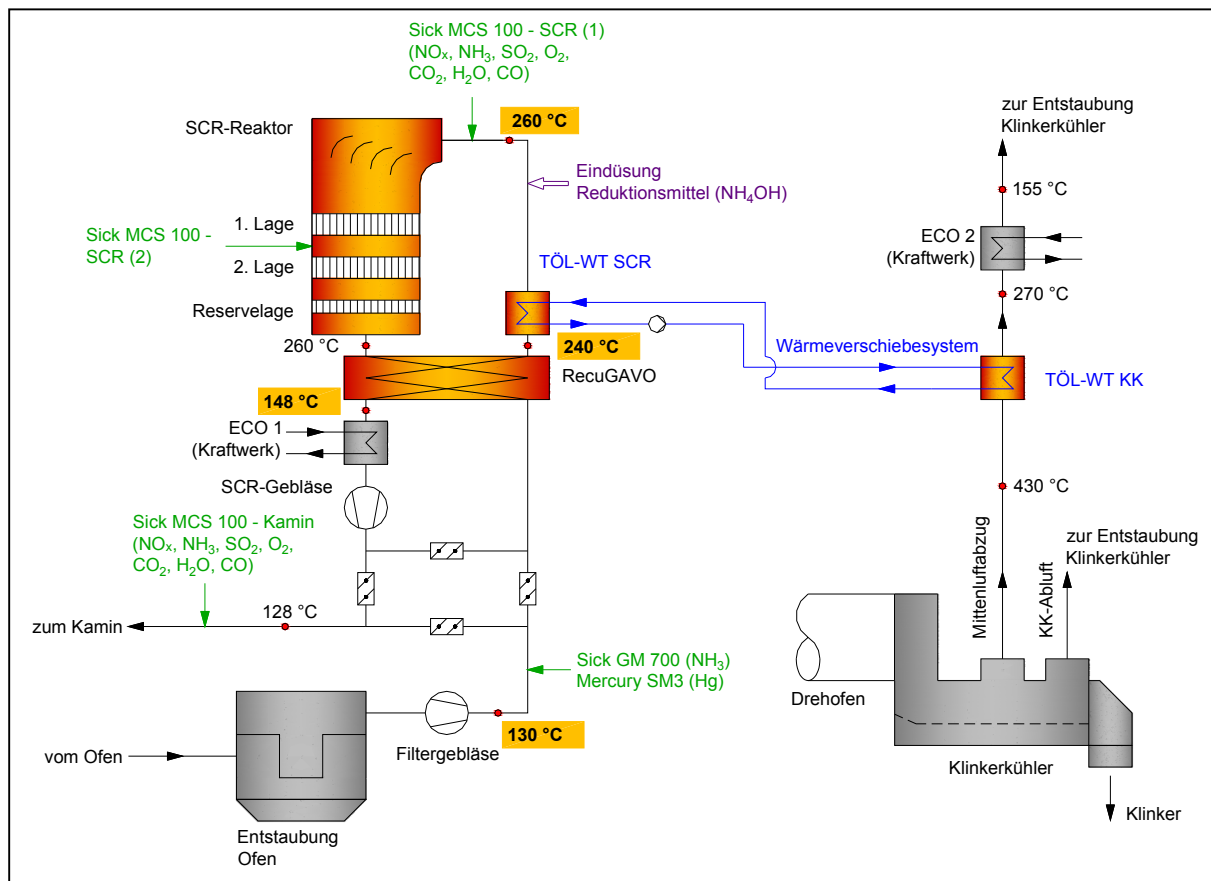 Sick MCS 100 - SCR (1)
(NOₓ, NH₃, SO₂, O₂,
CO₂, H₂O, CO)
SCR-Reaktor
260 °C
Eindüsung
Reduktionsmittel (NH₄OH)
1. Lage
Sick MCS 100 -
SCR (2)
2. Lage
Reservelage
TÖL-WT SCR
260 °C
240 °C
RecuGAVO
148 °C
ECO 1
(Kraftwerk)
SCR-Gebläse
Sick MCS 100 - Kamin
(NOₓ, NH₃, SO₂, O₂,
CO₂, H₂O, CO)
128 °C
zum Kamin
Sick GM 700 (NH₃)
Mercury SM3 (Hg)
130 °C
Filtergebläse
vom Ofen
Entstaubung
Ofen
zur Entstaubung
Klinkerkühler
155 °C
ECO 2
(Kraftwerk)
270 °C
Wärmeverschiebesystem
TÖL-WT KK
430 °C
zur Entstaubung
Klinkerkühler
Mittenluftabzug
KK-Abluft
Drehofen
Klinkerkühler
Klinker